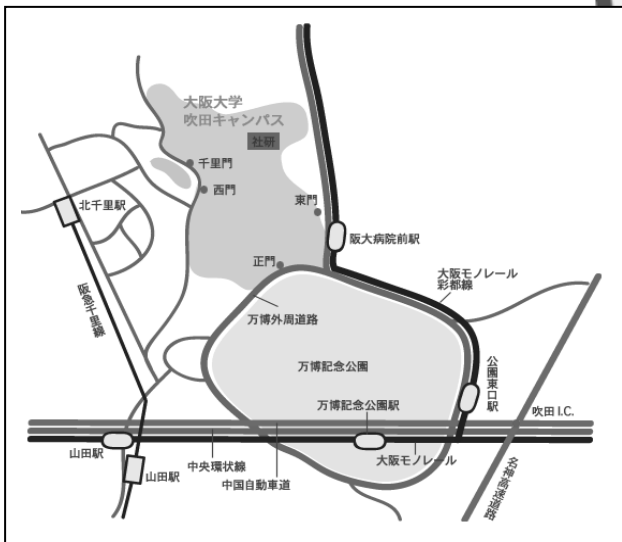 大阪大学
吹田キャンパス
社研
千里門
西門
北千里駅
東門
阪大病院前駅
正門
大阪モノレール
彩都線
阪急千里線
万博外周道路
万博記念公園
公園東口駅
万博記念公園駅
吹田 I.C.
山田駅
中央環状線
大阪モノレール
山田駅
中国自動車道
名神高速道路